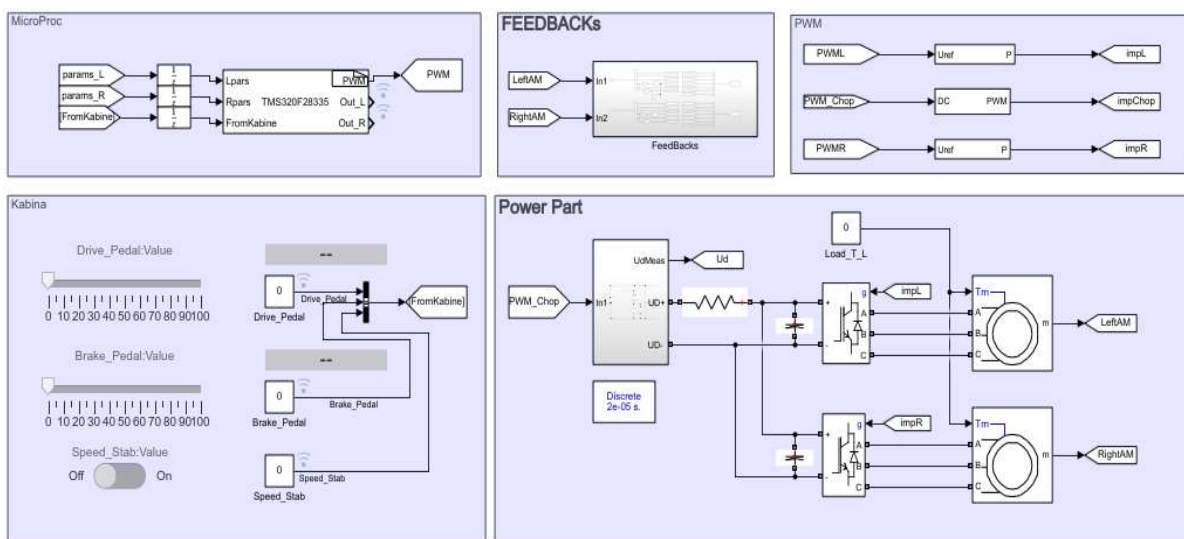 MicroProc
params_L
params_R
[FromKabine]
Lpars
Rpars
FromKabine
TMS320F28335
PWM
Out_L
Out_R
PWM
FEEDBACKs
LeftAM
RightAM
In1
In2
FeedBacks
PWM
PWML
Uref
P
impL
PWM_Chop
DC
PWM
impChop
PWMR
Uref
P
impR
Kabina
Drive_Pedal:Value
0 10 20 30 40 50 60 70 80 90100
--
0
Drive_Pedal
Drive_Pedal
[FromKabine]
Brake_Pedal:Value
0 10 20 30 40 50 60 70 80 90100
--
0
Brake_Pedal
Brake_Pedal
Speed_Stab:Value
Off
On
0
Speed_Stab
Speed_Stab
Power Part
PWM_Chop
In1
UdMeas
UD+
UD-
Ud
Discrete
2e-05 s.
0
Load_T_L
+
-
g
A
B
C
impL
Tm
A
B
C
m
LeftAM
+
-
g
A
B
C
impR
Tm
A
B
C
m
RightAM